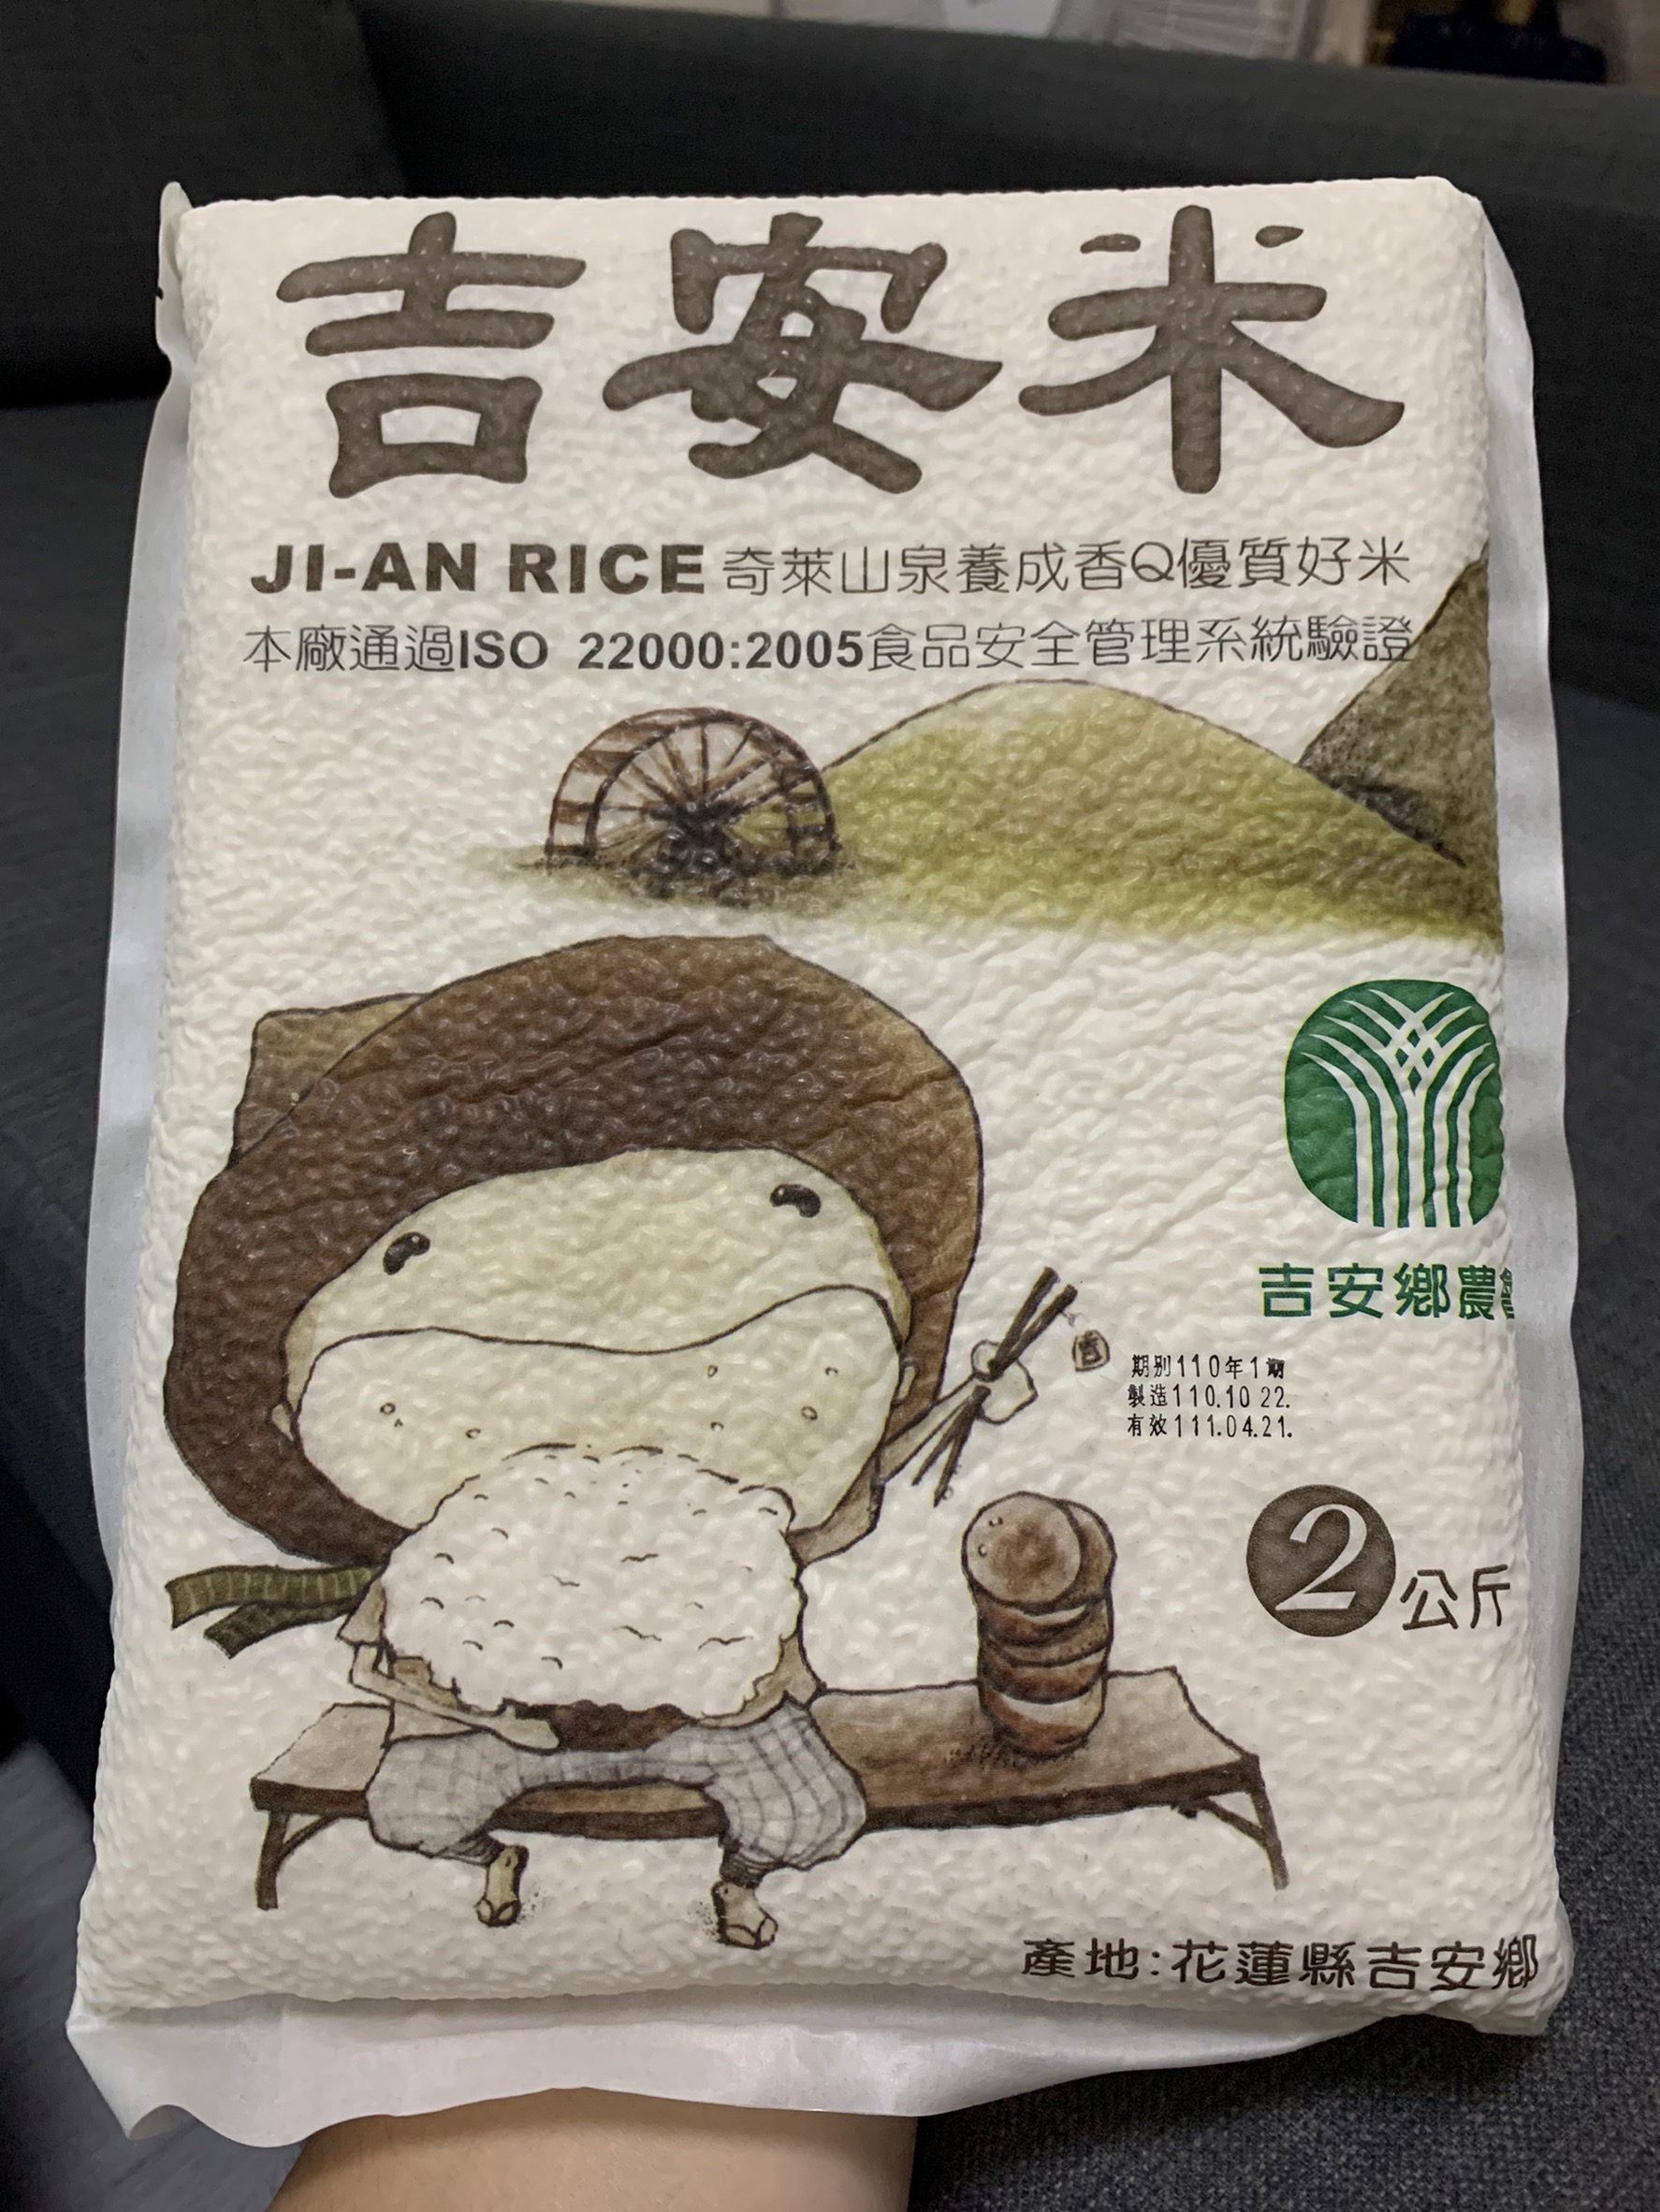 吉安米
JI-AN RICE 奇萊山泉養成香Q優質好米
本廠通過ISO 22000:2005食品安全管理系統驗證
吉安鄉農會
吉
期別110年1期
製造110.10 22.
有效111.04.21.
2公斤
產地:花蓮縣吉安鄉